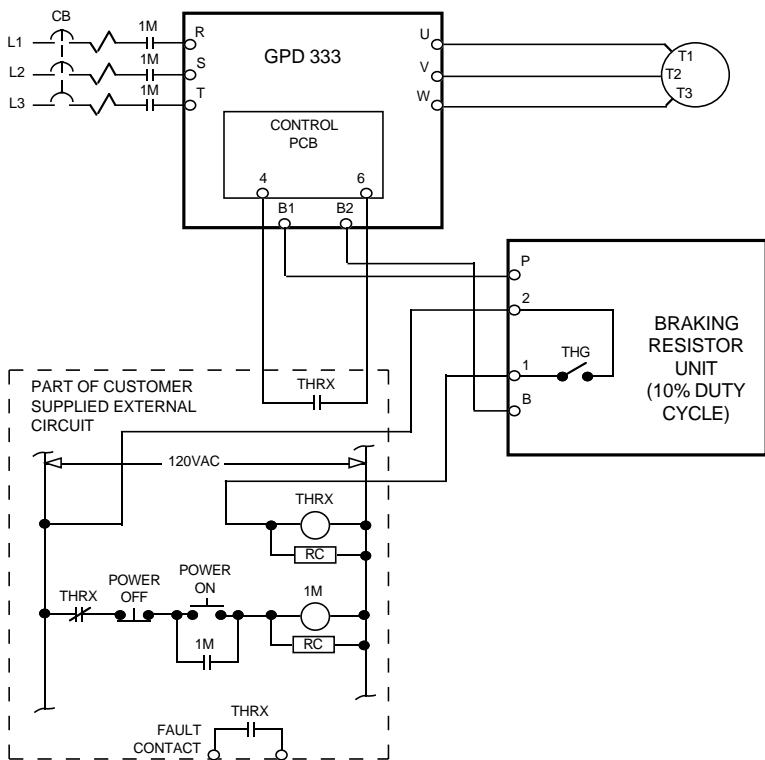 CB
1M
L1
R
U
GPD 333
T1
1M
L2
S
V
T2
1M
L3
T
W
T3
CONTROL
PCB
4
6
B1
B2
P
2
BRAKING
RESISTOR
UNIT
(10% DUTY
CYCLE)
THG
1
B
THRX
PART OF CUSTOMER
SUPPLIED EXTERNAL
CIRCUIT
120VAC
THRX
RC
THRX
POWER
OFF
POWER
ON
1M
1M
RC
THRX
FAULT
CONTACT